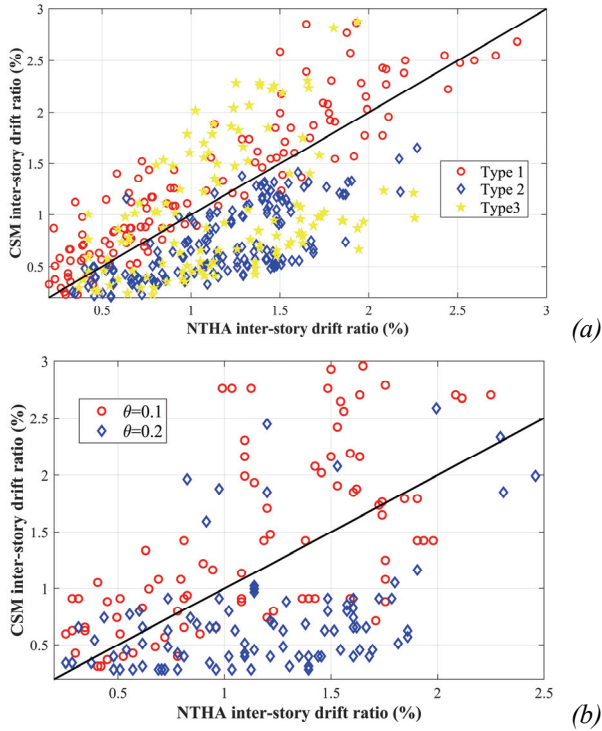 3
2.5
2
1.5
1
0.5
CSM inter-story drift ratio (%)
Type 1
Type 2
Type3
0.5
1
1.5
2
2.5
3
NTHA inter-story drift ratio (%)
(a)
3
2.5
2
1.5
1
0.5
CSM inter-story drift ratio (%)
θ=0.1
θ=0.2
0.5
1
1.5
2
2.5
NTHA inter-story drift ratio (%)
(b)